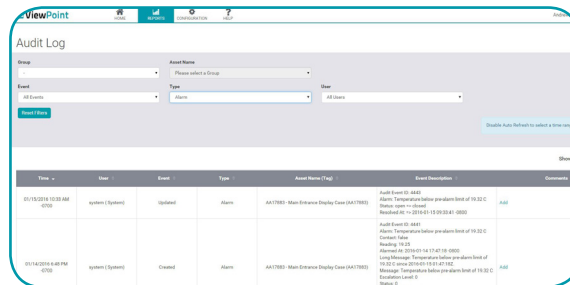 ViewPoint
HOME
REPORTS
CONFIGURATION
HELP
Audit Log
Group
Asset Name
-
Please select a Group
Event
Type
User
All Events
Alarm
All Users
Reset Filters
Disable Auto Refresh to select a time
Show
Time
User
Event
Type
Asset Name (Tag)
Event Description
Comments
01/15/2016 10:30 AM
-0700
system ( System)
Updated
Alarm
AA17883 - Main Entrance Display Case (AA17883)
Audit Event ID: 4443
Alarm: Temperature below pre-alarm limit of 19.32 C
Status: open => closed
Resolved At: => 2016-01-15 09:30:41 -0800
Add
01/14/2016 6:48 PM
-0700
system ( System)
Created
Alarm
AA17883 - Main Entrance Display Case (AA17883)
Audit Event ID: 4441
Alarm: Temperature below pre-alarm limit of 19.32 C
Contact: false
Reading: 19.25
Alarmed At: 2016-01-14 17:47:18 -0800
Long Message: Temperature below pre-alarm limit of
19.32 C since 2016-01-15 01:47:18Z.
Message: Temperature below pre-alarm limit of 19.32 C
Escalation Level: 0
Status: 0
Add